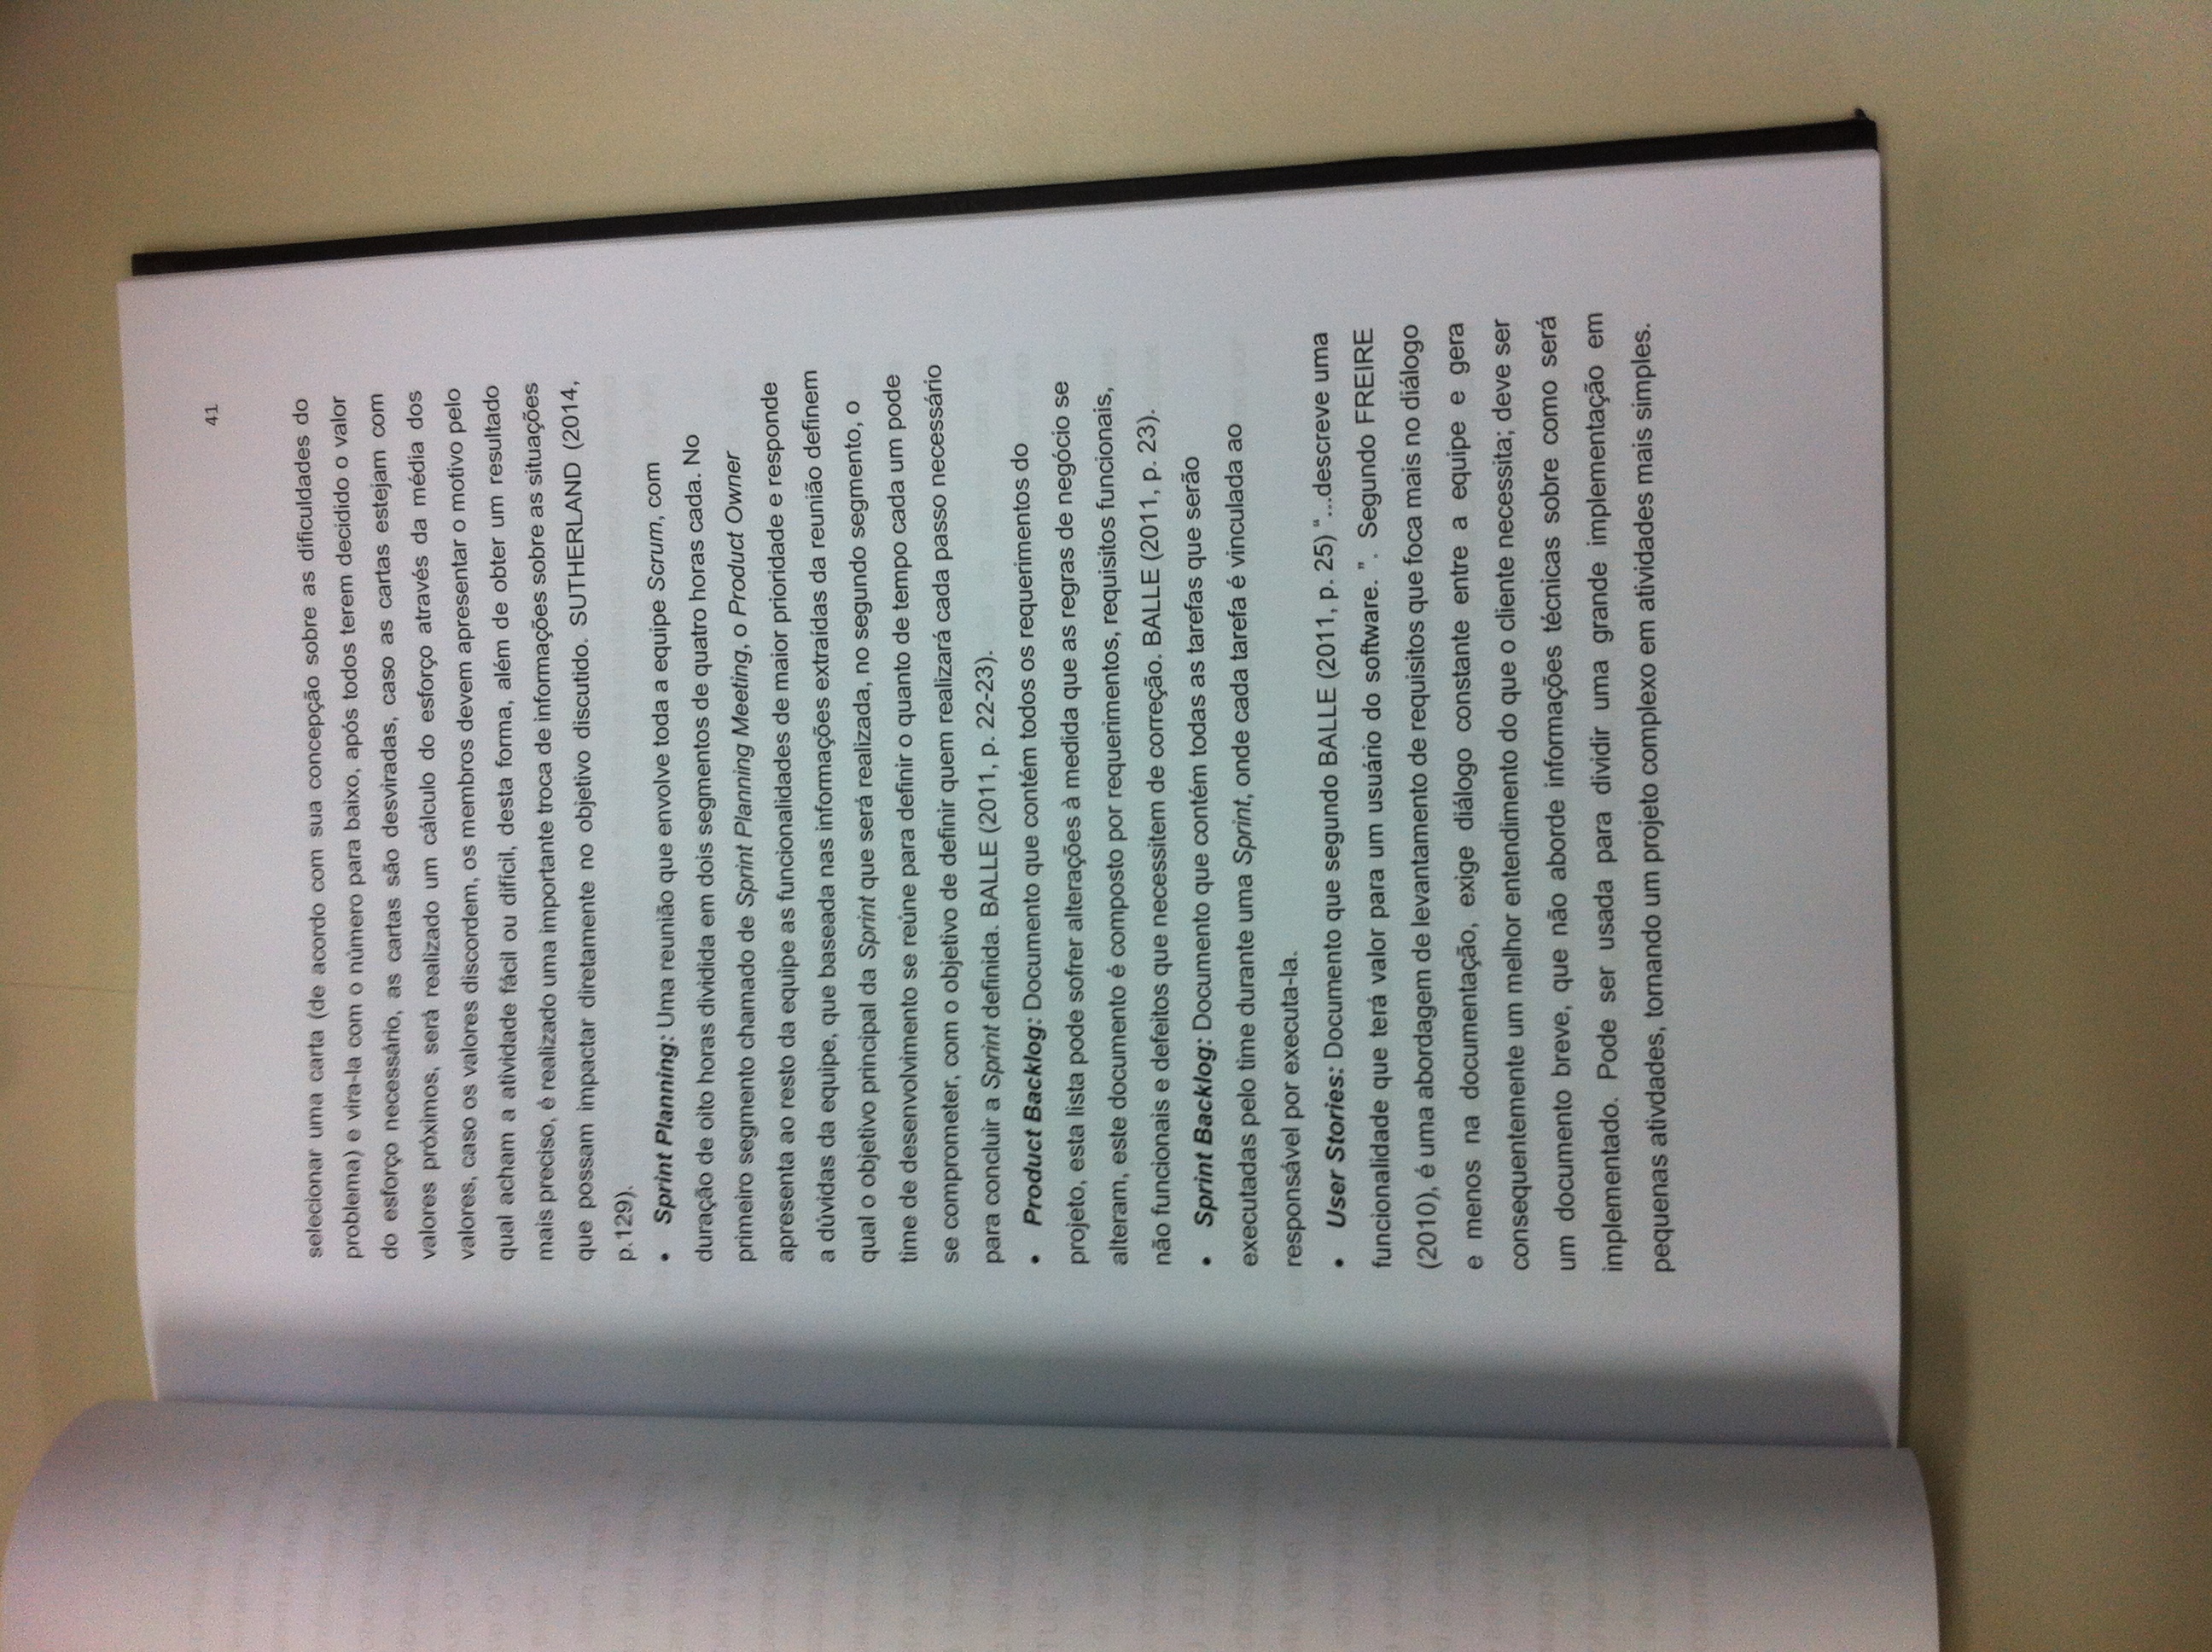 41
selecionar uma carta (de acordo com sua concepção sobre as dificuldades do
problema) e vira-la com o número para baixo, após todos terem decidido o valor
do esforço necessário, as cartas são desviradas, caso as cartas estejam com
valores próximos, será realizado um cálculo do esforço através da média dos
valores, caso os valores discordem, os membros devem apresentar o motivo pelo
qual acham a atividade fácil ou difícil, desta forma, além de obter um resultado
mais preciso, é realizado uma importante troca de informações sobre as situações
que possam impactar diretamente no objetivo discutido. SUTHERLAND (2014,
p.129).
• Sprint Planning: Uma reunião que envolve toda a equipe Scrum, com
duração de oito horas dividida em dois segmentos de quatro horas cada. No
primeiro segmento chamado de Sprint Planning Meeting, o Product Owner
apresenta ao resto da equipe as funcionalidades de maior prioridade e responde
a dúvidas da equipe, que baseada nas informações extraídas da reunião definem
qual o objetivo principal da Sprint que será realizada, no segundo segmento, o
time de desenvolvimento se reúne para definir o quanto de tempo cada um pode
se comprometer, com o objetivo de definir quem realizará cada passo necessário
para concluir a Sprint definida. BALLE (2011, p. 22-23).
• Product Backlog: Documento que contém todos os requerimentos do
projeto, esta lista pode sofrer alterações à medida que as regras de negócio se
alteram, este documento é composto por requerimentos, requisitos funcionais,
não funcionais e defeitos que necessitem de correção. BALLE (2011, p. 23).
• Sprint Backlog: Documento que contém todas as tarefas que serão
executadas pelo time durante uma Sprint, onde cada tarefa é vinculada ao
responsável por executa-la.
• User Stories: Documento que segundo BALLE (2011, p. 25) “...descreve uma
funcionalidade que terá valor para um usuário do software. ”. Segundo FREIRE
(2010), é uma abordagem de levantamento de requisitos que foca mais no diálogo
e menos na documentação, exige diálogo constante entre a equipe e gera
consequentemente um melhor entendimento do que o cliente necessita; deve ser
um documento breve, que não aborde informações técnicas sobre como será
implementado. Pode ser usada para dividir uma grande implementação em
pequenas ativdades, tornando um projeto complexo em atividades mais simples.